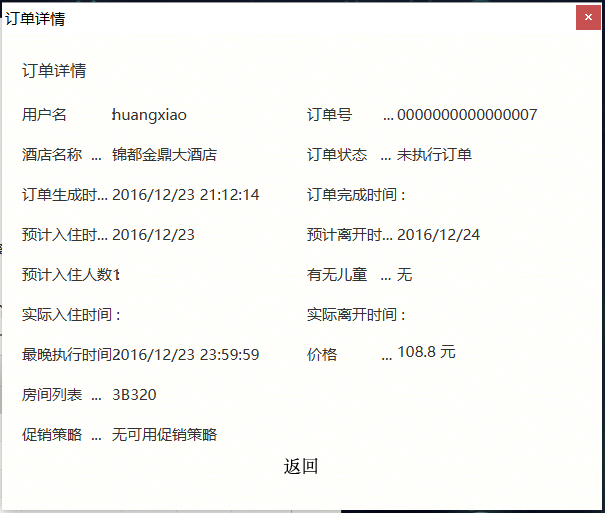 订单详情
×
订单详情
用户名 : huangxiao 订单号 ... 0000000000000007
酒店名称 ... 锦都金鼎大酒店 订单状态 ... 未执行订单
订单生成时... 2016/12/23 21:12:14 订单完成时间 :
预计入住时... 2016/12/23 预计离开时... 2016/12/24
预计入住人数 : 1 有无儿童 ... 无
实际入住时间 : 实际离开时间 :
最晚执行时间 2016/12/23 23:59:59 价格 ... 108.8 元
房间列表 ... 3B320
促销策略 ... 无可用促销策略
返回